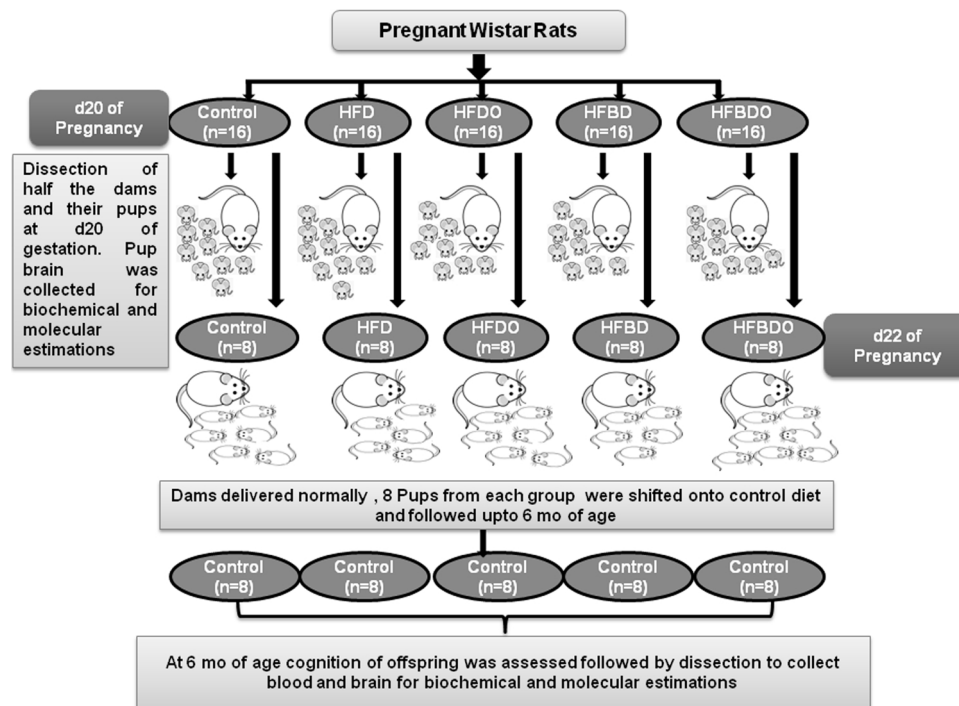 Pregnant Wistar Rats
d20 of
Pregnancy
Control
(n=16)
HFD
(n=16)
HFDO
(n=16)
HFBD
(n=16)
HFBDO
(n=16)
Dissection of
half the dams
and their pups
at d20 of
gestation. Pup
brain was
collected for
biochemical and
molecular
estimations
Control
(n=8)
HFD
(n=8)
HFDO
(n=8)
HFBD
(n=8)
HFBDO
(n=8)
d22 of
Pregnancy
Dams delivered normally , 8 Pups from each group were shifted onto control diet
and followed upto 6 mo of age
Control
(n=8)
Control
(n=8)
Control
(n=8)
Control
(n=8)
Control
(n=8)
At 6 mo of age cognition of offspring was assessed followed by dissection to collect
blood and brain for biochemical and molecular estimations